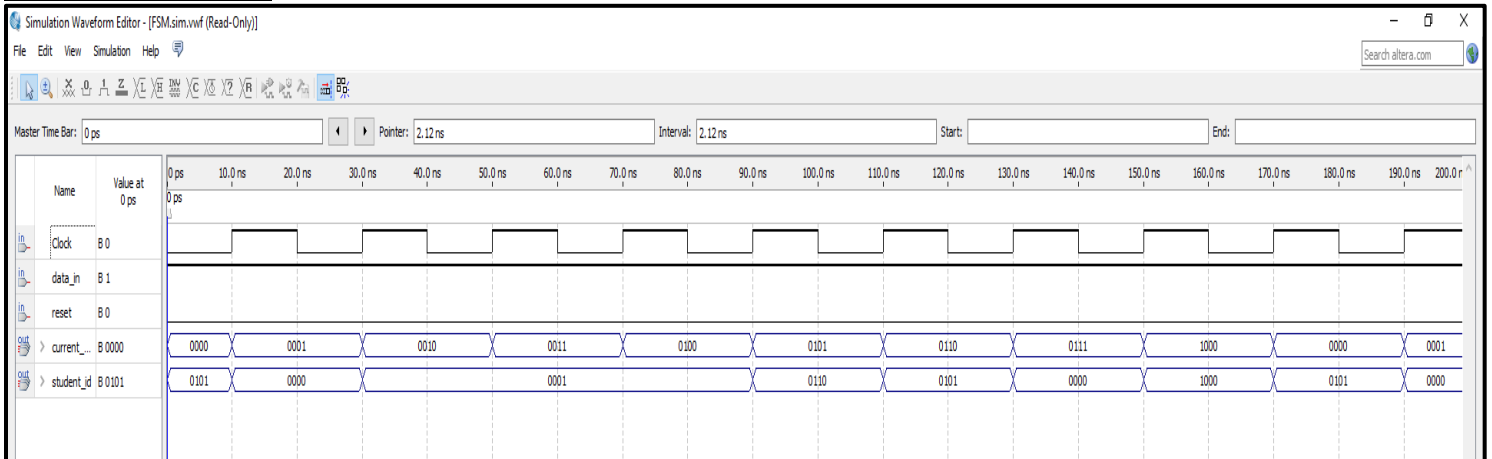 Simulation Waveform Editor - [FSM.sim.vwf (Read-Only)]
File Edit View Simulation Help
Search altera.com
Master Time Bar: 0 ps Pointer: 2.12 ns Interval: 2.12 ns Start: End:
Name Value at 0 ps 0 ps 10.0 ns 20.0 ns 30.0 ns 40.0 ns 50.0 ns 60.0 ns 70.0 ns 80.0 ns 90.0 ns 100.0 ns 110.0 ns 120.0 ns 130.0 ns 140.0 ns 150.0 ns 160.0 ns 170.0 ns 180.0 ns 190.0 ns 200.0 n
0 ps
in Clock B 0
in data_in B 1
in reset B 0
out > current_... B 0000 0000 0001 0010 0011 0100 0101 0110 0111 1000 0000 0001
out > student_id B 0101 0101 0000 0001 0110 0101 0000 1000 0101 0000